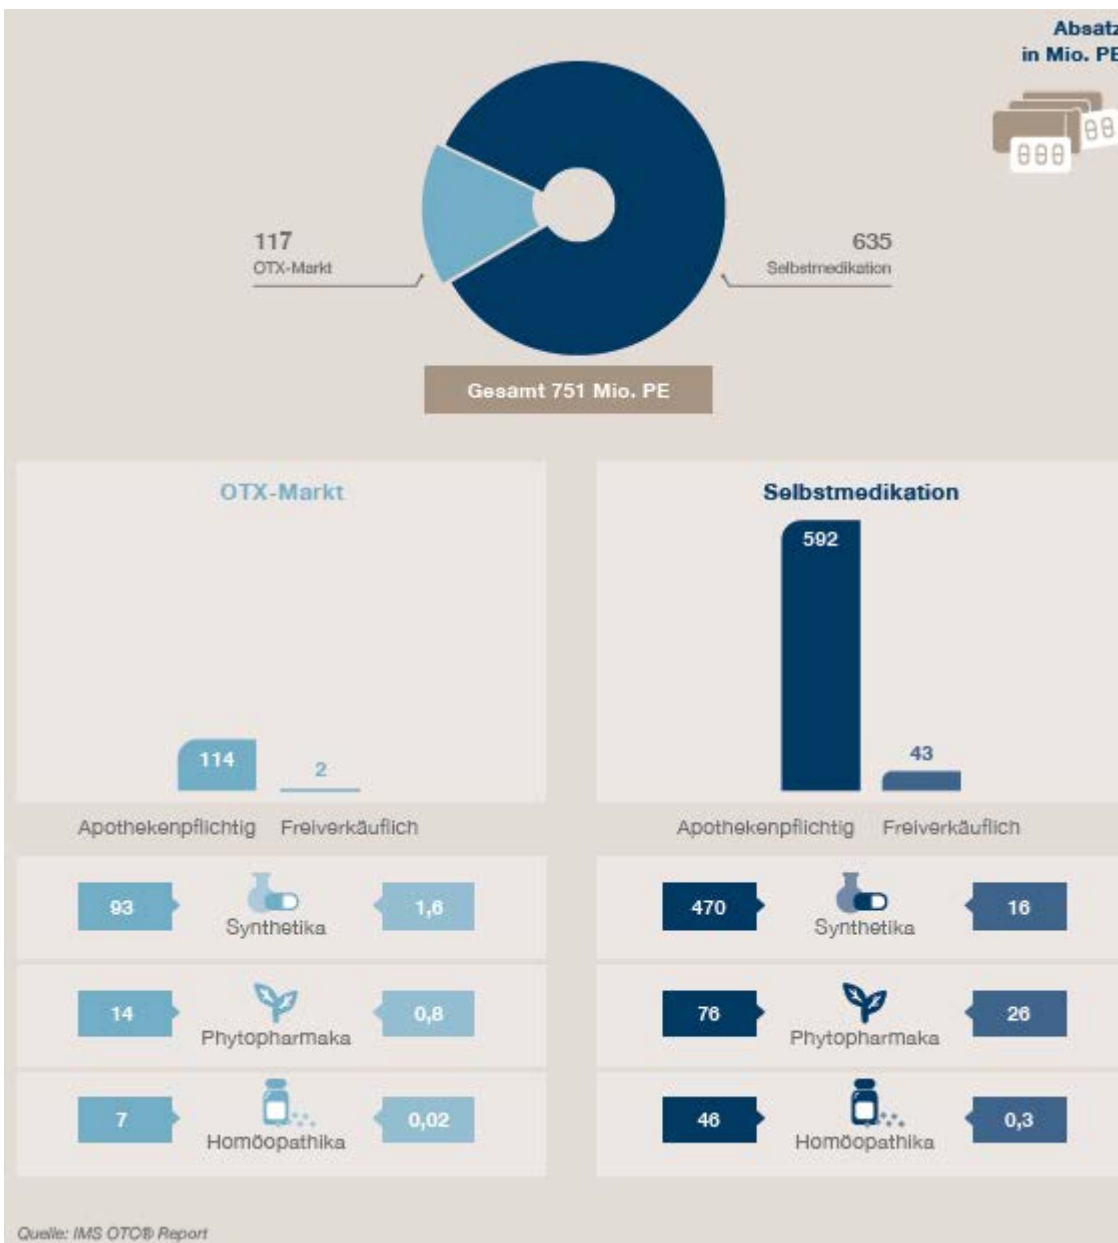 Absatz
in Mio. PE
117
OTX-Markt
635
Selbstmedikation
Gesamt 751 Mio. PE
OTX-Markt
114
2
Apothekenpflichtig Freiverkäuflich
93
Synthetika
1,6
14
Phytopharmaka
0,8
7
Homöopathika
0,02
Selbstmedikation
592
43
Apothekenpflichtig Freiverkäuflich
470
Synthetika
16
76
Phytopharmaka
26
46
Homöopathika
0,3
Quelle: IMS OTC® Report